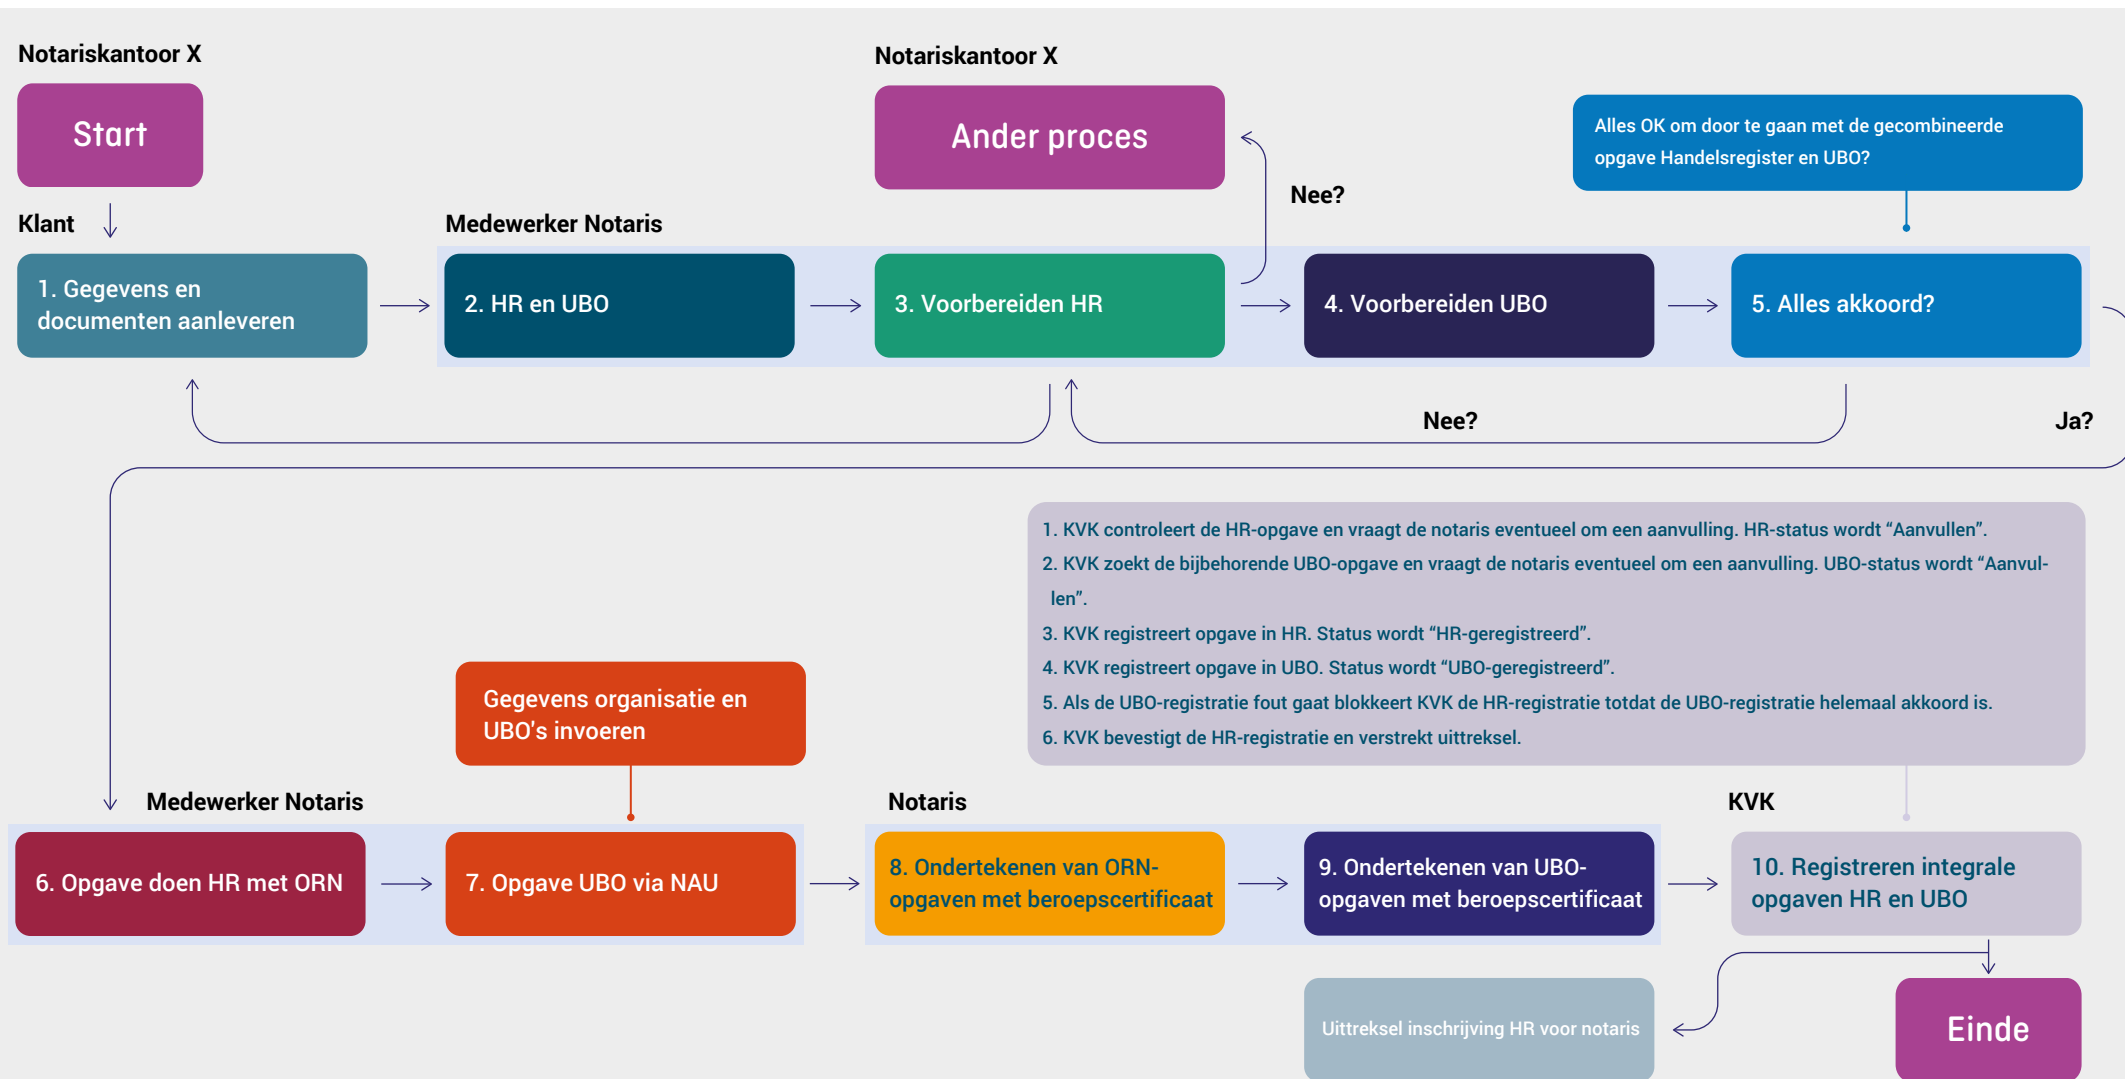 Notariskantoor X
Start
Notariskantoor X
Ander proces
Alles OK om door te gaan met de gecombineerde
opgave Handelsregister en UBO?
Nee?
Klant
Medewerker Notaris
1. Gegevens en
documenten aanleveren
2. HR en UBO
3. Voorbereiden HR
4. Voorbereiden UBO
5. Alles akkoord?
Nee?
Ja?
1. KVK controleert de HR-opgave en vraagt de notaris eventueel om een aanvulling. HR-status wordt “Aanvullen”.
2. KVK zoekt de bijbehorende UBO-opgave en vraagt de notaris eventueel om een aanvulling. UBO-status wordt “Aanvul-
len”.
3. KVK registreert opgave in HR. Status wordt “HR-geregistreerd”.
4. KVK registreert opgave in UBO. Status wordt “UBO-geregistreerd”.
5. Als de UBO-registratie fout gaat blokkeert KVK de HR-registratie totdat de UBO-registratie helemaal akkoord is.
6. KVK bevestigt de HR-registratie en verstrekt uittreksel.
Gegevens organisatie en
UBO's invoeren
Medewerker Notaris
Notaris
KVK
6. Opgave doen HR met ORN
7. Opgave UBO via NAU
8. Ondertekenen van ORN-
opgaven met beroepscertificaat
9. Ondertekenen van UBO-
opgaven met beroepscertificaat
10. Registreren integrale
opgaven HR en UBO
Uittreksel inschrijving HR voor notaris
Einde